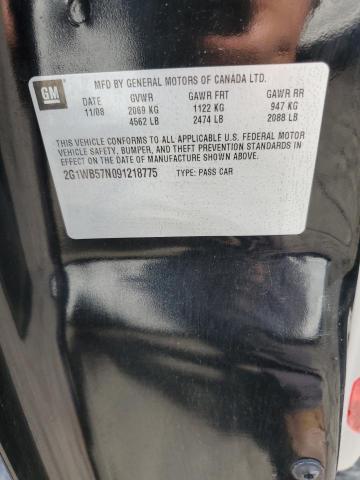 GM
MFD BY GENERAL MOTORS OF CANADA LTD.
DATE GVWR GAWR FRT GAWR RR
11/08 2069 KG 1122 KG 947 KG
4562 LB 2474 LB 2088 LB
THIS VEHICLE CONFORMS TO ALL APPLICABLE U.S. FEDERAL MOTOR
VEHICLE SAFETY, BUMPER, AND THEFT PREVENTION STANDARDS
IN EFFECT ON THE DATE OF MANUFACTURE SHOWN ABOVE.
2G1WB57N091218775 TYPE: PASS CAR